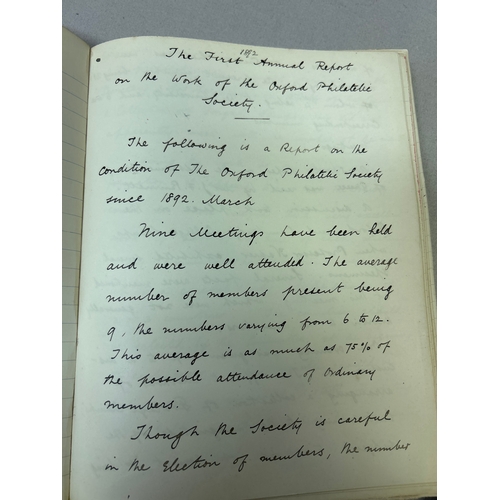 1892
The First Annual Report
on the Work of the Oxford Philatelic
Society.
The following is a Report on the
condition of The Oxford Philatelic Society
since 1892. March
Nine Meetings have been held
and were well attended. The average
number of members present being
9, the numbers varying from 6 to 12.
This average is as much as 75% of
the possible attendance of Ordinary
members.
Though the Society is careful
in the Election of members, the number